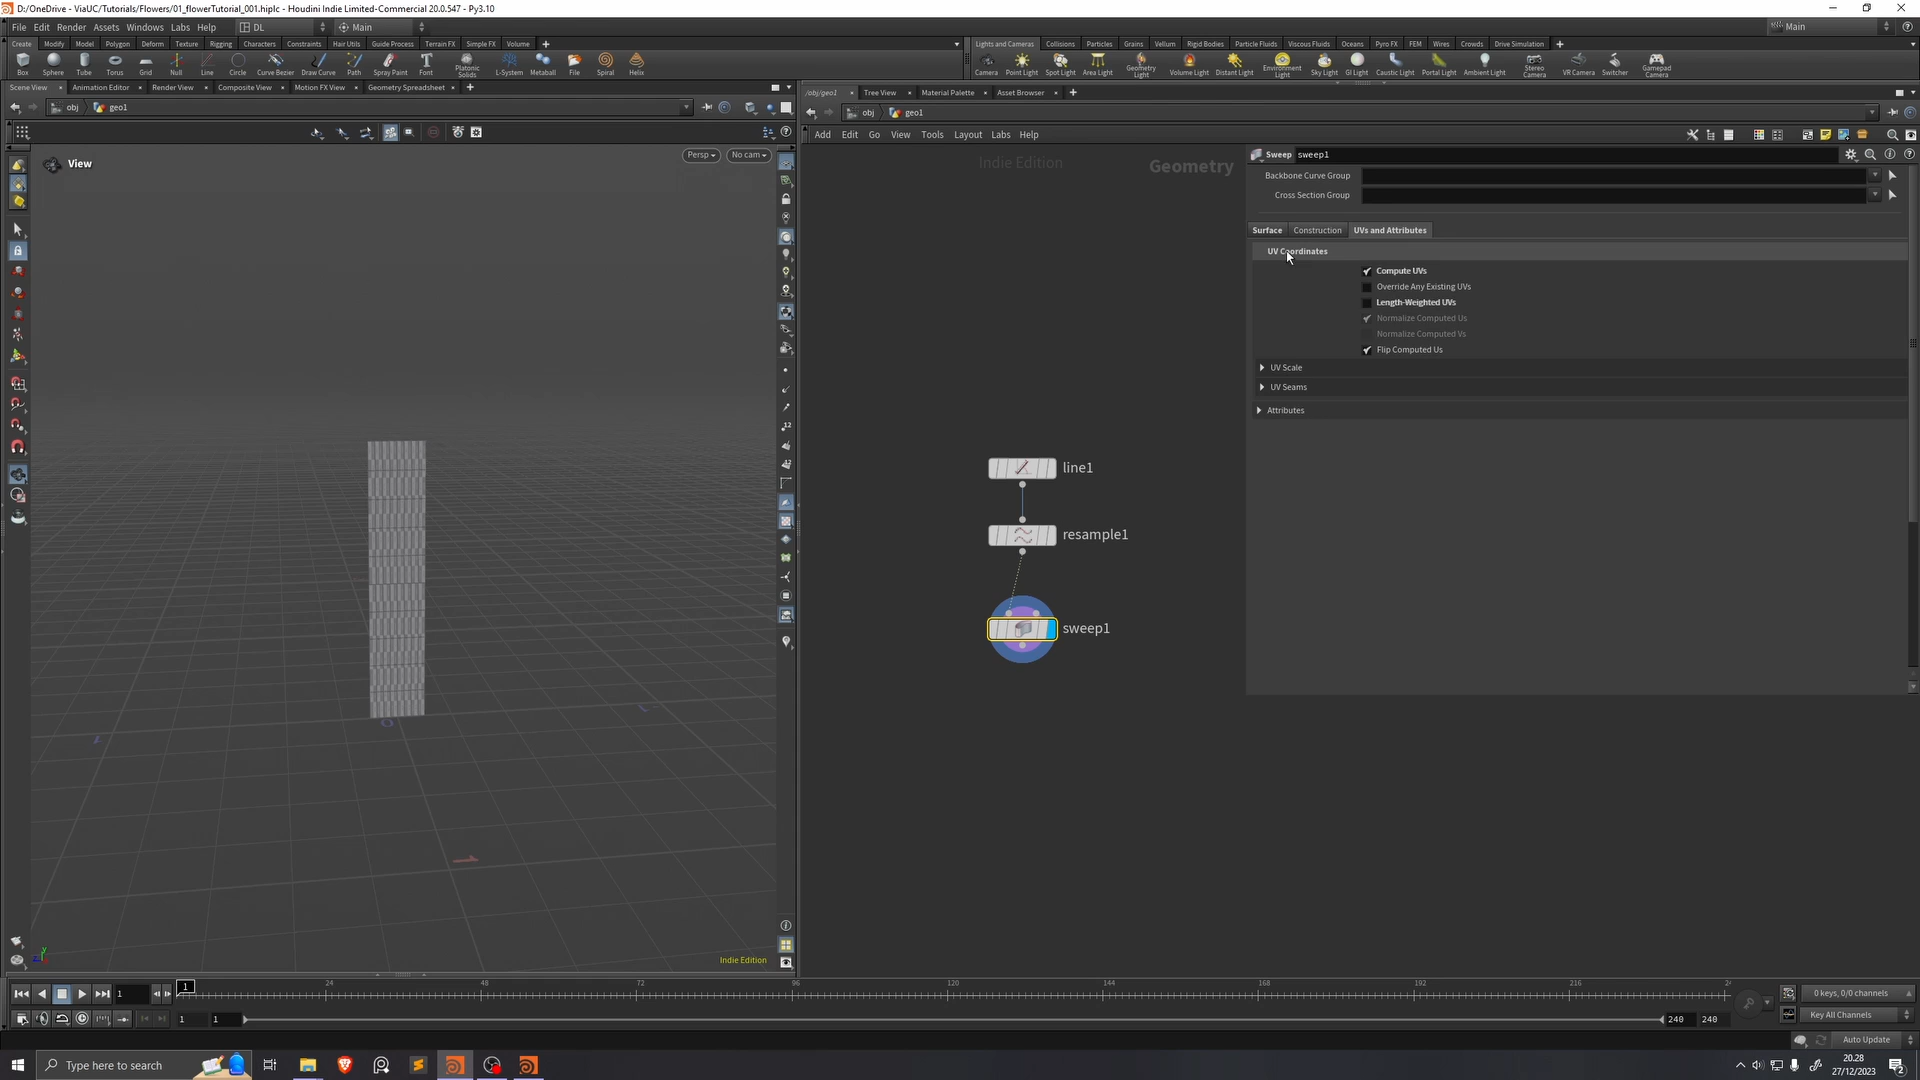 D:/OneDrive - ViaUC/Tutorials/Flowers/01_flowerTutorial_001.hiplc - Houdini Indie Limited-Commercial 20.0.547 - Py3.10
File Edit Render Assets Windows Labs Help DL Main Main
Create Modify Model Polygon Deform Texture Rigging Characters Constraints Hair Utils Guide Process Terrain FX Simple FX Volume
Lights and Cameras Collisions Particles Grains Vellum Rigid Bodies Particle Fluids Viscous Fluids Oceans Pyro FX FEM Wires Crowds Drive Simulation
Box Sphere Tube Torus Grid Null Line Circle Curve Bezier Draw Curve Path Spray Paint Font Platonic Solids L-System Metaball File Spiral Helix
Camera Point Light Spot Light Area Light Geometry Light Volume Light Distant Light Environment Light Sky Light GI Light Caustic Light Portal Light Ambient Light Stereo Camera VR Camera Switcher Gamepad Camera
Scene View Animation Editor Render View Composite View Motion FX View Geometry Spreadsheet
/obj/geo1 Tree View Material Palette Asset Browser
obj geo1
obj geo1
Add Edit Go View Tools Layout Labs Help
View
Persp No cam
Indie Edition
Geometry
Sweep sweep1
Backbone Curve Group
Cross Section Group
Surface Construction UVs and Attributes
UV Coordinates
Compute UVs
Override Any Existing UVs
Length-Weighted UVs
Normalize Computed Us
Normalize Computed Vs
Flip Computed Us
UV Scale
UV Seams
Attributes
line1
resample1
sweep1
Indie Edition
1 1 24 48 72 96 120 144 168 192 216
0 keys, 0/0 channels
1 1 240 240
Key All Channels
Auto Update
Type here to search
20.28
27/12/2023